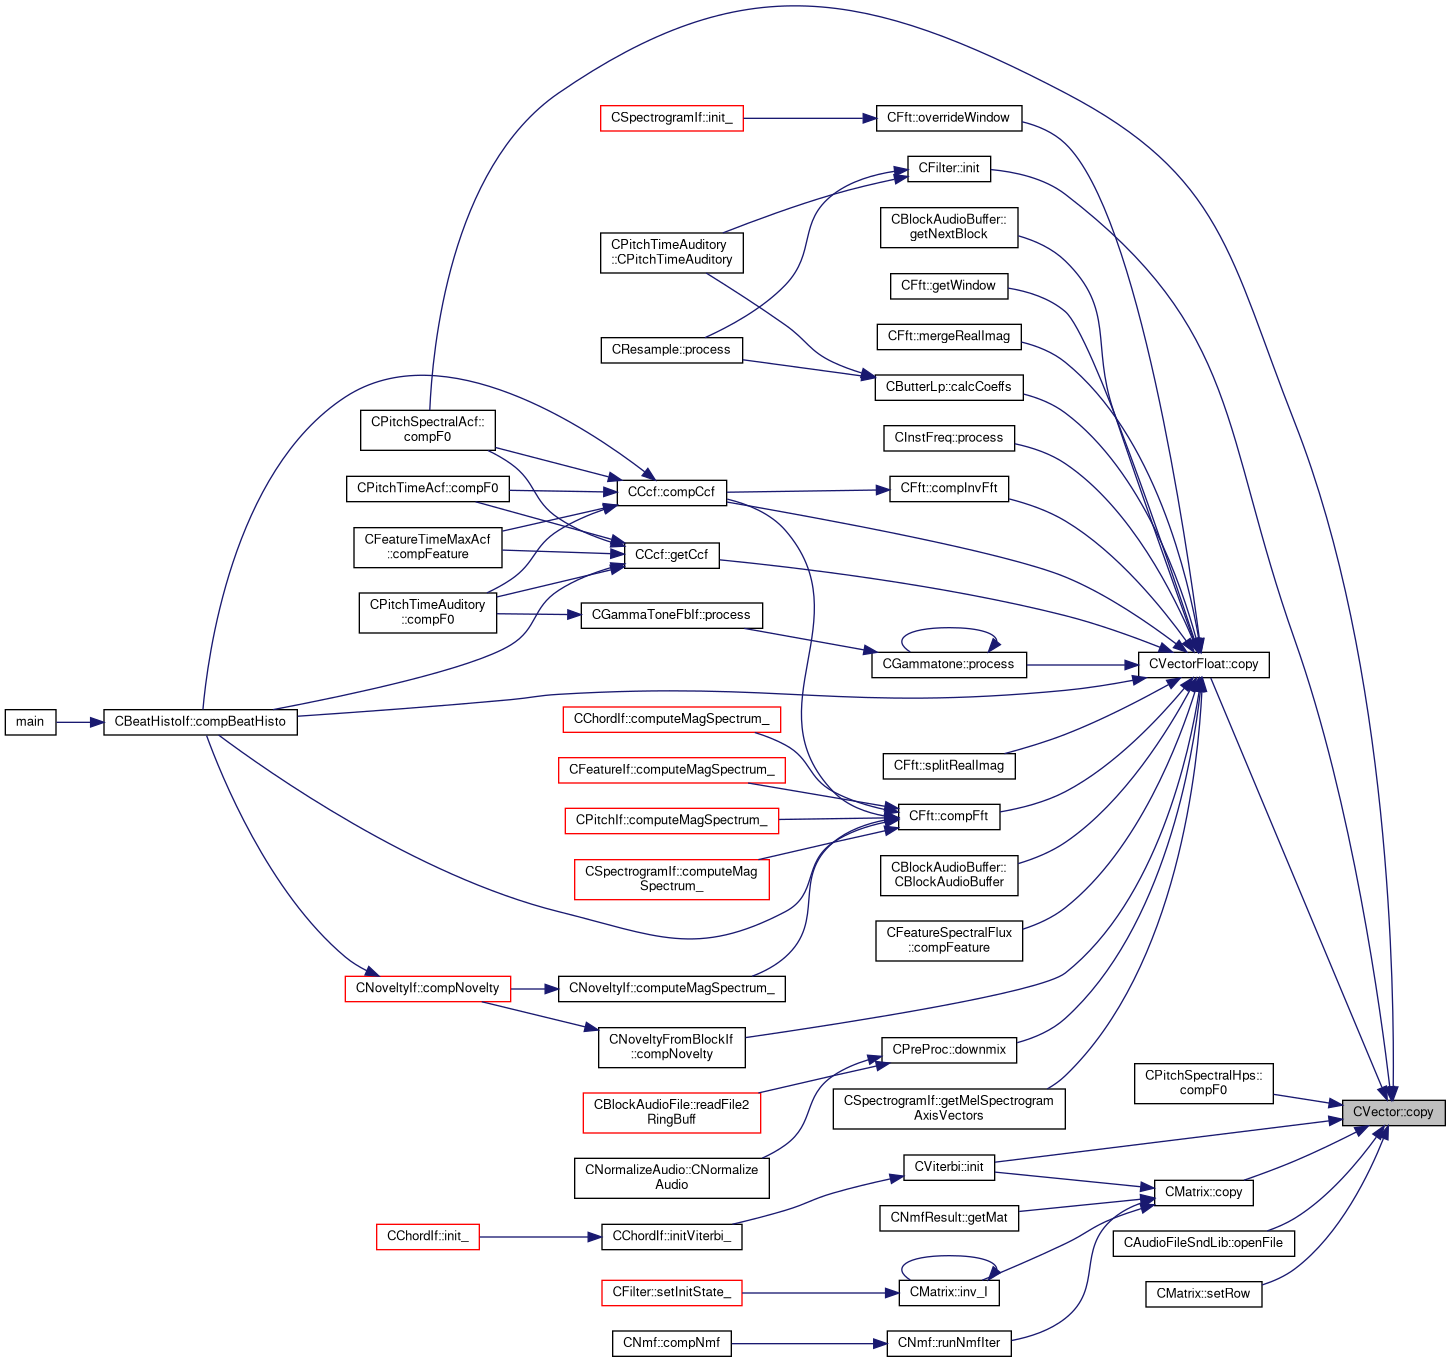 CSpectrogramIf::init_
CFft::overrideWindow
CFilter::init
CBlockAudioBuffer::
getNextBlock
CPitchTimeAuditory
::CPitchTimeAuditory
CFft::getWindow
CFft::mergeRealImag
CResample::process
CButterLp::calcCoeffs
CPitchSpectralAcf::
compF0
CInstFreq::process
CPitchTimeAcf::compF0
CCcf::compCcf
CFft::compInvFft
CFeatureTimeMaxAcf
::compFeature
CCcf::getCcf
CPitchTimeAuditory
::compF0
CGammaToneFbIf::process
CGammatone::process
CVectorFloat::copy
main
CBeatHistoIf::compBeatHisto
CChordIf::computeMagSpectrum_
CFeatureIf::computeMagSpectrum_
CFft::splitRealImag
CPitchIf::computeMagSpectrum_
CFft::compFft
CSpectrogramIf::computeMag
Spectrum_
CBlockAudioBuffer::
CBlockAudioBuffer
CFeatureSpectralFlux
::compFeature
CNoveltyIf::compNovelty
CNoveltyIf::computeMagSpectrum_
CNoveltyFromBlockIf
::compNovelty
CPreProc::downmix
CPitchSpectralHps::
compF0
CBlockAudioFile::readFile2
RingBuff
CSpectrogramIf::getMelSpectrogram
AxisVectors
CVector::copy
CNormalizeAudio::CNormalize
Audio
CViterbi::init
CMatrix::copy
CNmfResult::getMat
CChordIf::init_
CChordIf::initViterbi_
CAudioFileSndLib::openFile
CFilter::setInitState_
CMatrix::inv_I
CMatrix::setRow
CNmf::compNmf
CNmf::runNmfIter